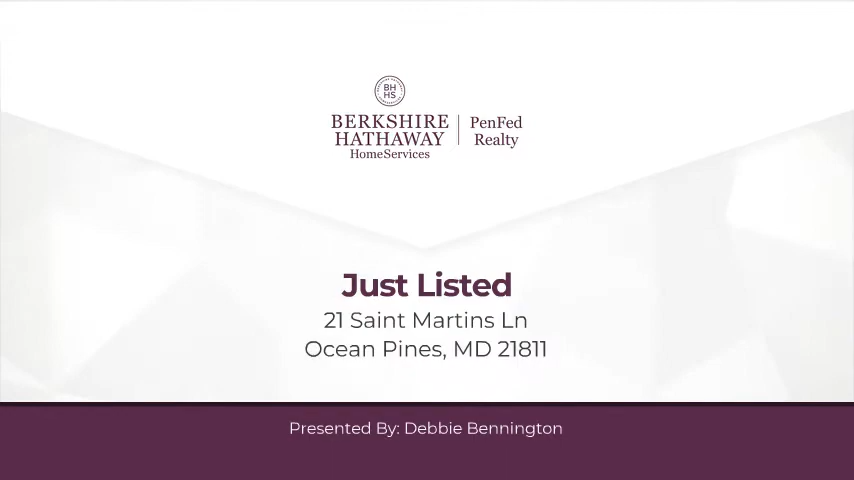 BH
HS
BERKSHIRE
HATHAWAY
HomeServices
PenFed
Realty
Just Listed
21 Saint Martins Ln
Ocean Pines, MD 21811
Presented By: Debbie Bennington